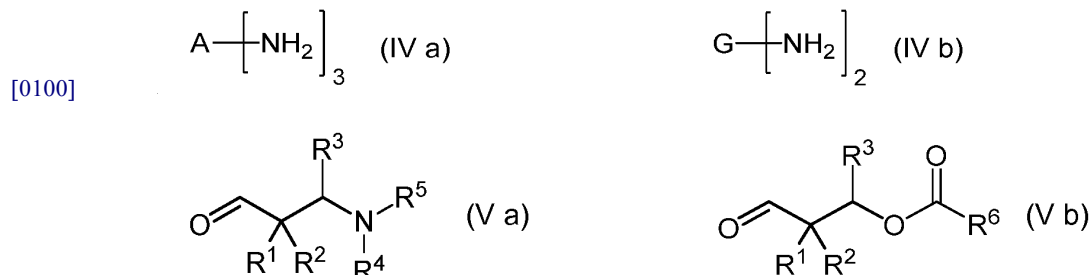 A [ NH2 ]3 (IV a) G [ NH2 ]2 (IV b)
[0100]
O R1 R2 R3 N R4 R5 (V a) O R1 R2 R3 O O R6 (V b)